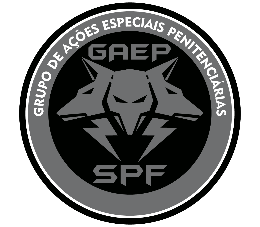 GRUPO DE AÇÕES ESPECIAIS PENITENCIÁRIAS
GAEP
SPF